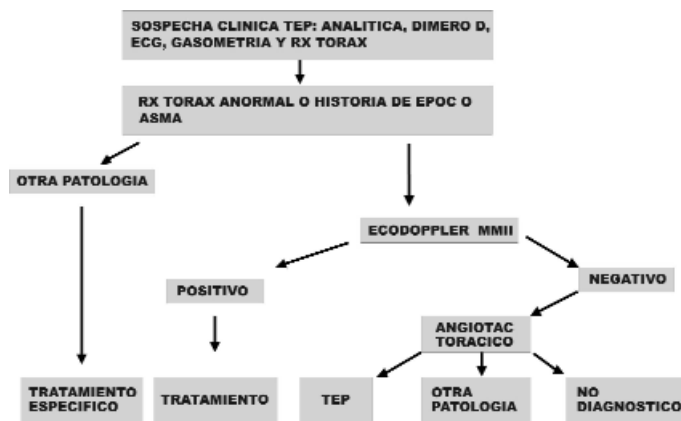 SOSPECHA CLINICA TEP: ANALITICA, DIMERO D,
ECG, GASOMETRIA Y RX TORAX
RX TORAX ANORMAL O HISTORIA DE EPOC O
ASMA
OTRA PATOLOGIA
ECODOPPLER MMII
POSITIVO
NEGATIVO
ANGIOTAC
TORACICO
TRATAMIENTO
ESPECIFICO
TRATAMIENTO
TEP
OTRA
PATOLOGIA
NO
DIAGNOSTICO